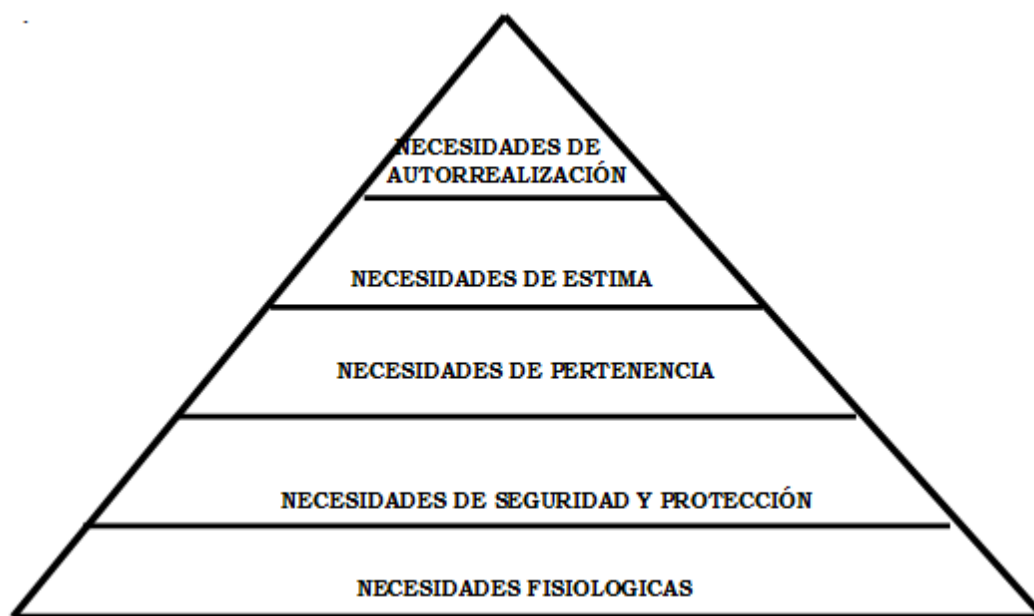 NECESIDADES DE
AUTORREALIZACIÓN
NECESIDADES DE ESTIMA
NECESIDADES DE PERTENENCIA
NECESIDADES DE SEGURIDAD Y PROTECCIÓN
NECESIDADES FISIOLOGICAS